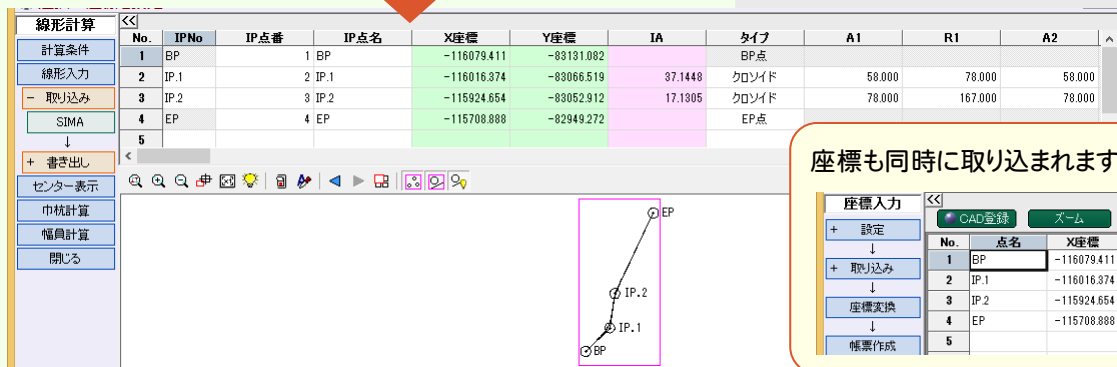 線形計算
計算条件
線形入力
－ 取り込み
SIMA
↓
＋ 書き出し
センター表示
巾杭計算
幅員計算
閉じる
No. IPNo IP点番 IP点名 X座標 Y座標 IA タイプ A1 R1 A2
1 BP 1 BP -116079.411 -83131.082 BP点
2 IP.1 2 IP.1 -116016.374 -83066.519 37.1448 クロソイド 58.000 78.000 58.000
3 IP.2 3 IP.2 -115924.654 -83052.912 17.1305 クロソイド 78.000 167.000 78.000
4 EP 4 EP -115708.888 -82949.272 EP点
5
EP
IP.2
IP.1
BP
座標も同時に取り込まれます
座標入力
＋ 設定
↓
＋ 取り込み
↓
座標変換
↓
帳票作成
CAD登録 ズーム
No. 点名 X座標
1 BP -116079.411
2 IP.1 -116016.374
3 IP.2 -115924.654
4 EP -115708.888
5